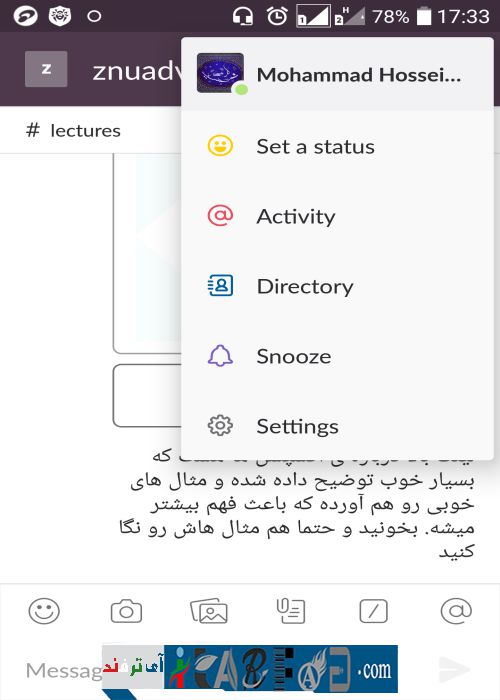 78% 17:33
z znuadv
Mohammad Hossei...
# lectures
Set a status
Activity
Directory
Snooze
Settings
که
بسیار خوب توضیح داده شده و مثال های
خوبی رو هم آورده که باعث فهم بیشتر
میشه. بخونید و حتما هم مثال هاش رو نگا
کنید
Messag
.com